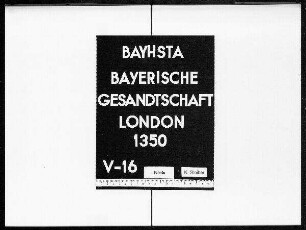 BAYHSTA
BAYERISCHE
GESANDTSCHAFT
LONDON
1350
V-16